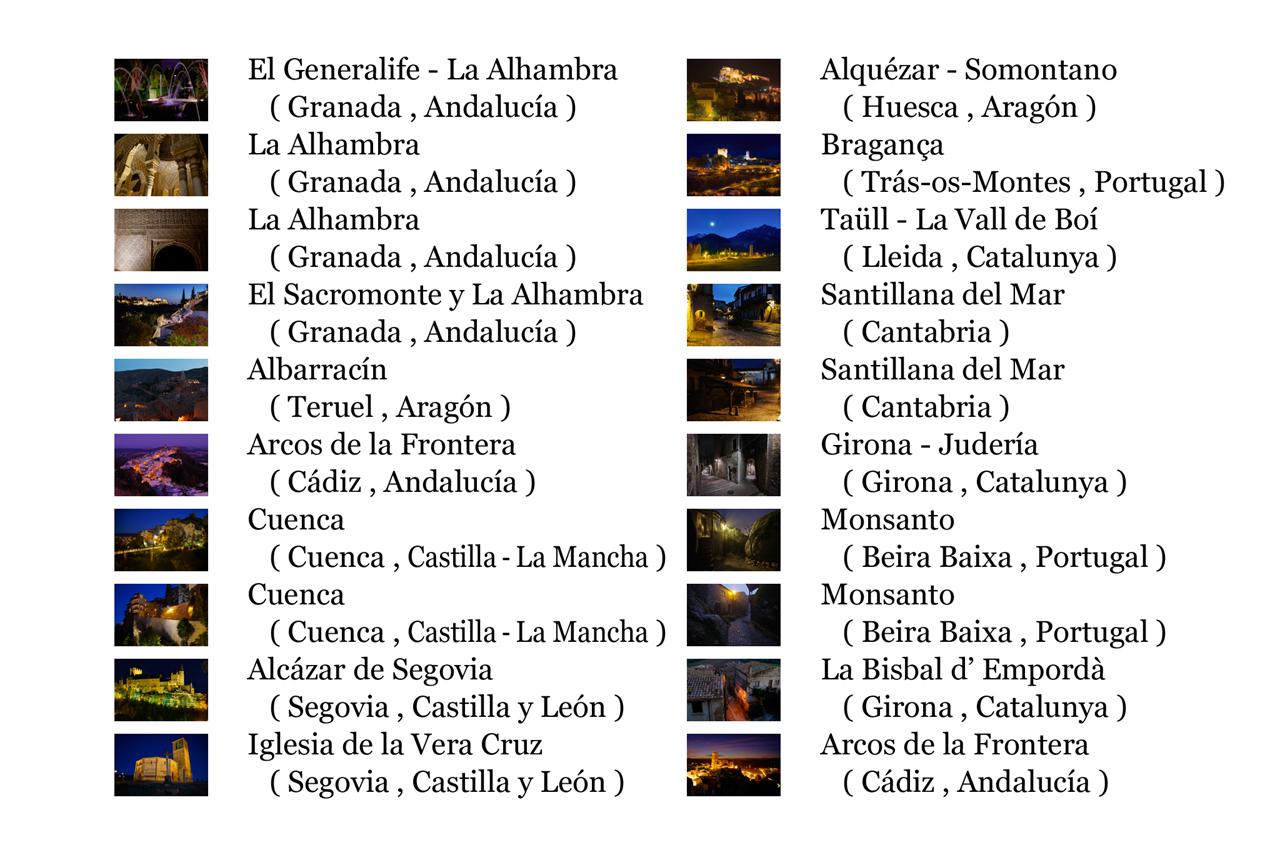 El Generalife - La Alhambra
( Granada , Andalucía )
La Alhambra
( Granada , Andalucía )
La Alhambra
( Granada , Andalucía )
El Sacromonte y La Alhambra
( Granada , Andalucía )
Albarracín
( Teruel , Aragón )
Arcos de la Frontera
( Cádiz , Andalucía )
Cuenca
( Cuenca , Castilla - La Mancha )
Cuenca
( Cuenca , Castilla - La Mancha )
Alcázar de Segovia
( Segovia , Castilla y León )
Iglesia de la Vera Cruz
( Segovia , Castilla y León )
Alquézar - Somontano
( Huesca , Aragón )
Bragança
( Trás-os-Montes , Portugal )
Taüll - La Vall de Boí
( Lleida , Catalunya )
Santillana del Mar
( Cantabria )
Santillana del Mar
( Cantabria )
Girona - Judería
( Girona , Catalunya )
Monsanto
( Beira Baixa , Portugal )
Monsanto
( Beira Baixa , Portugal )
La Bisbal d’ Empordà
( Girona , Catalunya )
Arcos de la Frontera
( Cádiz , Andalucía )